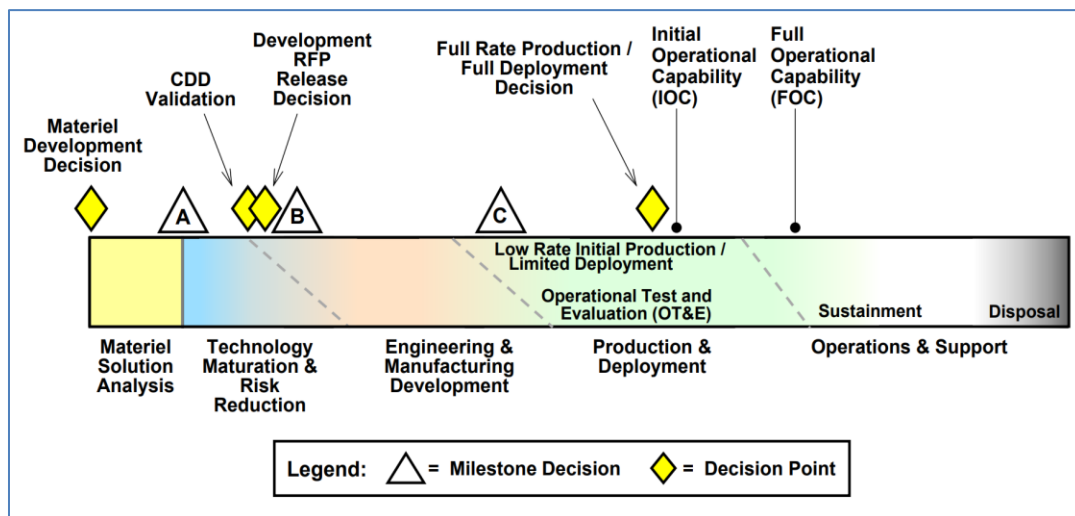 Materiel
Development
Decision
CDD
Validation
Development
RFP
Release
Decision
Full Rate Production /
Full Deployment
Decision
Initial
Operational
Capability
(IOC)
Full
Operational
Capability
(FOC)
A
B
C
Low Rate Initial Production /
Limited Deployment
Operational Test and
Evaluation (OT&E)
Sustainment
Disposal
Materiel
Solution
Analysis
Technology
Maturation &
Risk
Reduction
Engineering &
Manufacturing
Development
Production &
Deployment
Operations & Support
Legend: = Milestone Decision = Decision Point